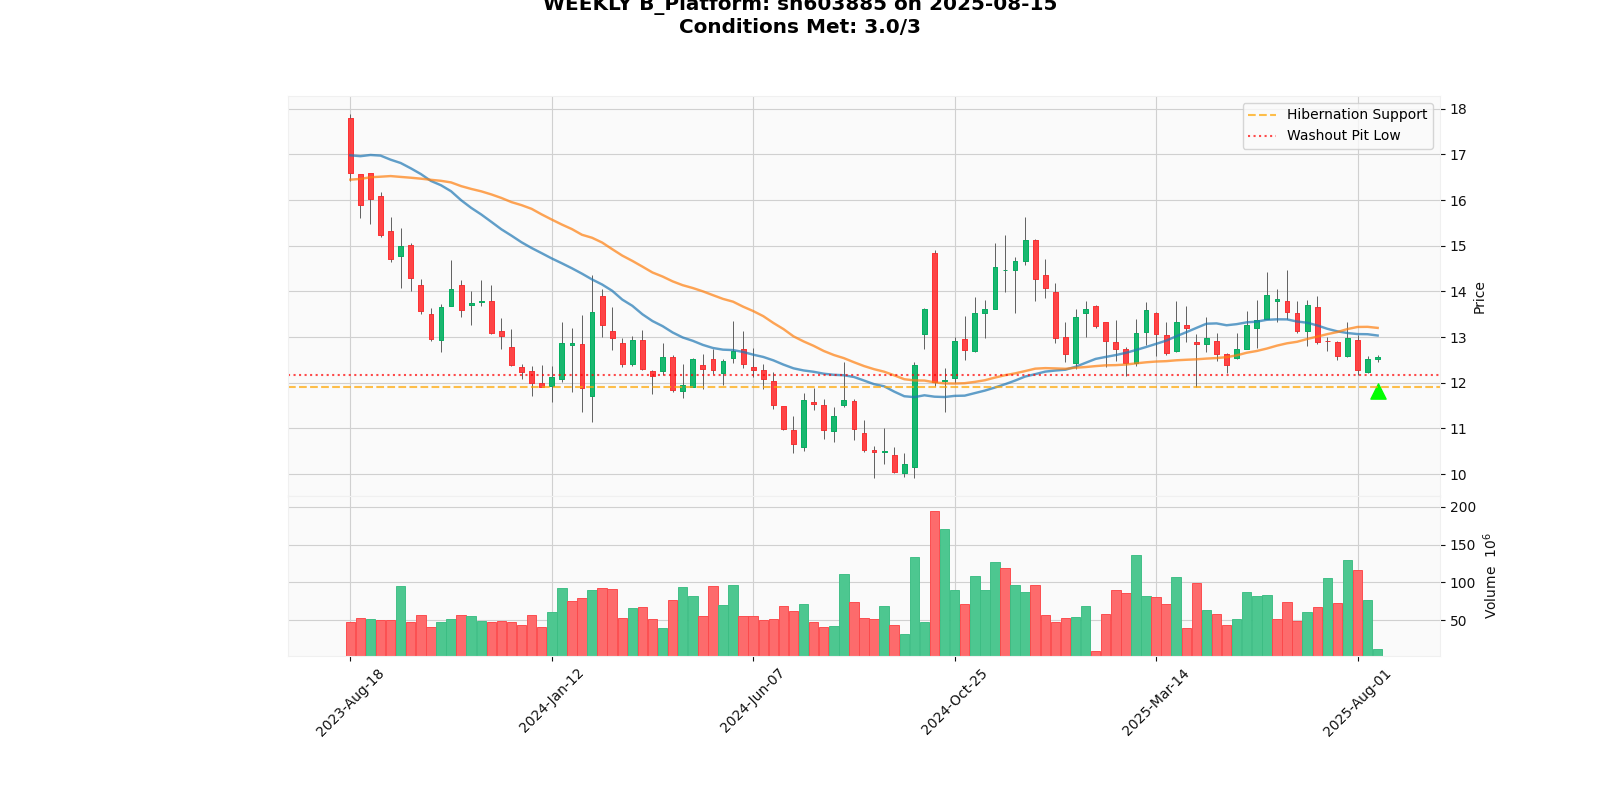 WEEKLY B_Platform: sh603885 on 2025-08-15
Conditions Met: 3.0/3
Hibernation Support
Washout Pit Low
18
17
16
15
14
13
12
11
10
Price
200
150
100
50
Volume 10⁶
2023-Aug-18
2024-Jan-12
2024-Jun-07
2024-Oct-25
2025-Mar-14
2025-Aug-01